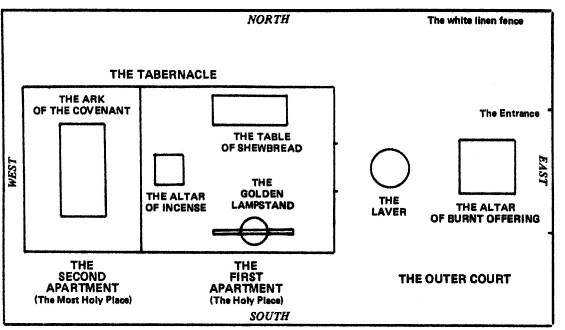 NORTH
The white linen fence
THE TABERNACLE
THE ARK
OF THE COVENANT
THE TABLE
OF SHEWBREAD
The Entrance
WEST
EAST
THE ALTAR
OF INCENSE
THE
GOLDEN
LAMPSTAND
THE
LAVER
THE ALTAR
OF BURNT OFFERING
THE
SECOND
APARTMENT
(The Most Holy Place)
THE
FIRST
APARTMENT
(The Holy Place)
THE OUTER COURT
SOUTH